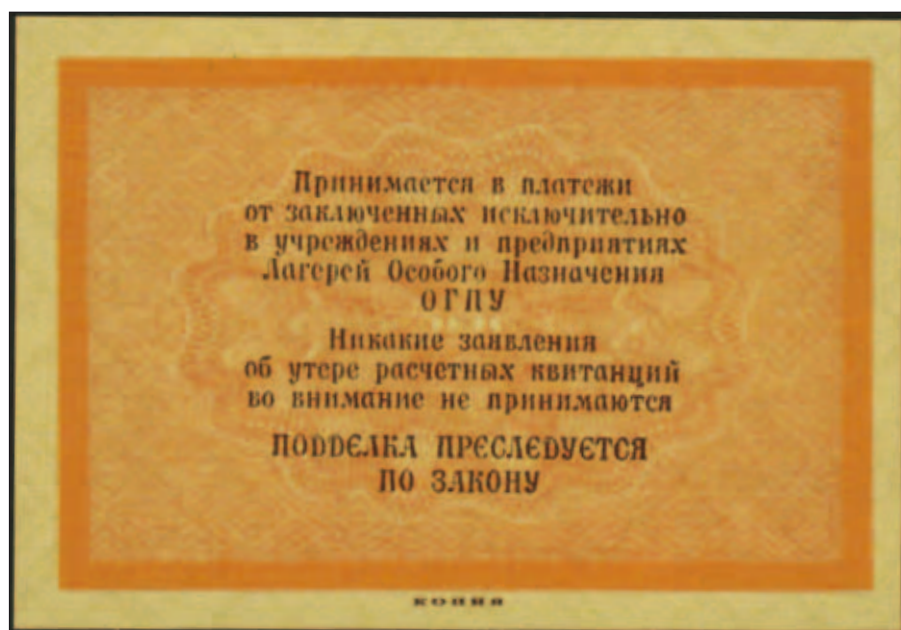 Принимается в платежи
от заключенных исключительно
в учреждениях и предприятиях
Лагерей Особого Назначения
ОГПУ
Никакие заявления
об утере расчетных квитанций
во внимание не принимаются
ПОДДЕЛКА ПРЕСЛЕДУЕТСЯ
ПО ЗАКОНУ
КОПИЯ